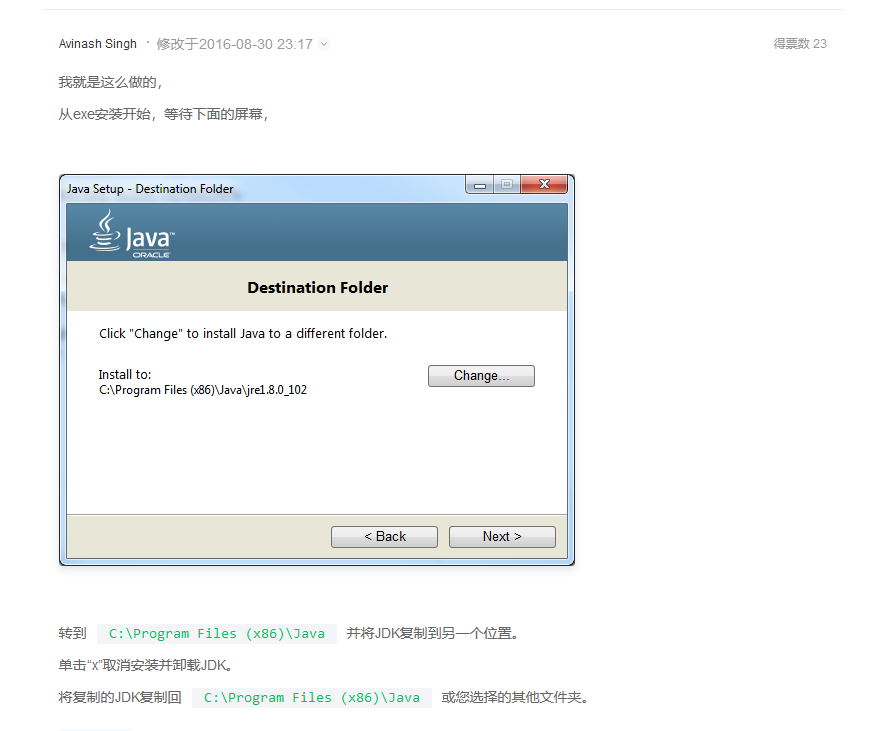 Avinash Singh · 修改于2016-08-30 23:17
得票数 23
我就是这么做的，
从exe安装开始，等待下面的屏幕，
Java Setup - Destination Folder
Java™
ORACLE
Destination Folder
Click "Change" to install Java to a different folder.
Install to:
Change...
C:\Program Files (x86)\Java\jre1.8.0_102
< Back
Next >
转到 C:\Program Files (x86)\Java 并将JDK复制到另一个位置。
单击“x”取消安装并卸载JDK。
将复制的JDK复制回 C:\Program Files (x86)\Java 或您选择的其他文件夹。